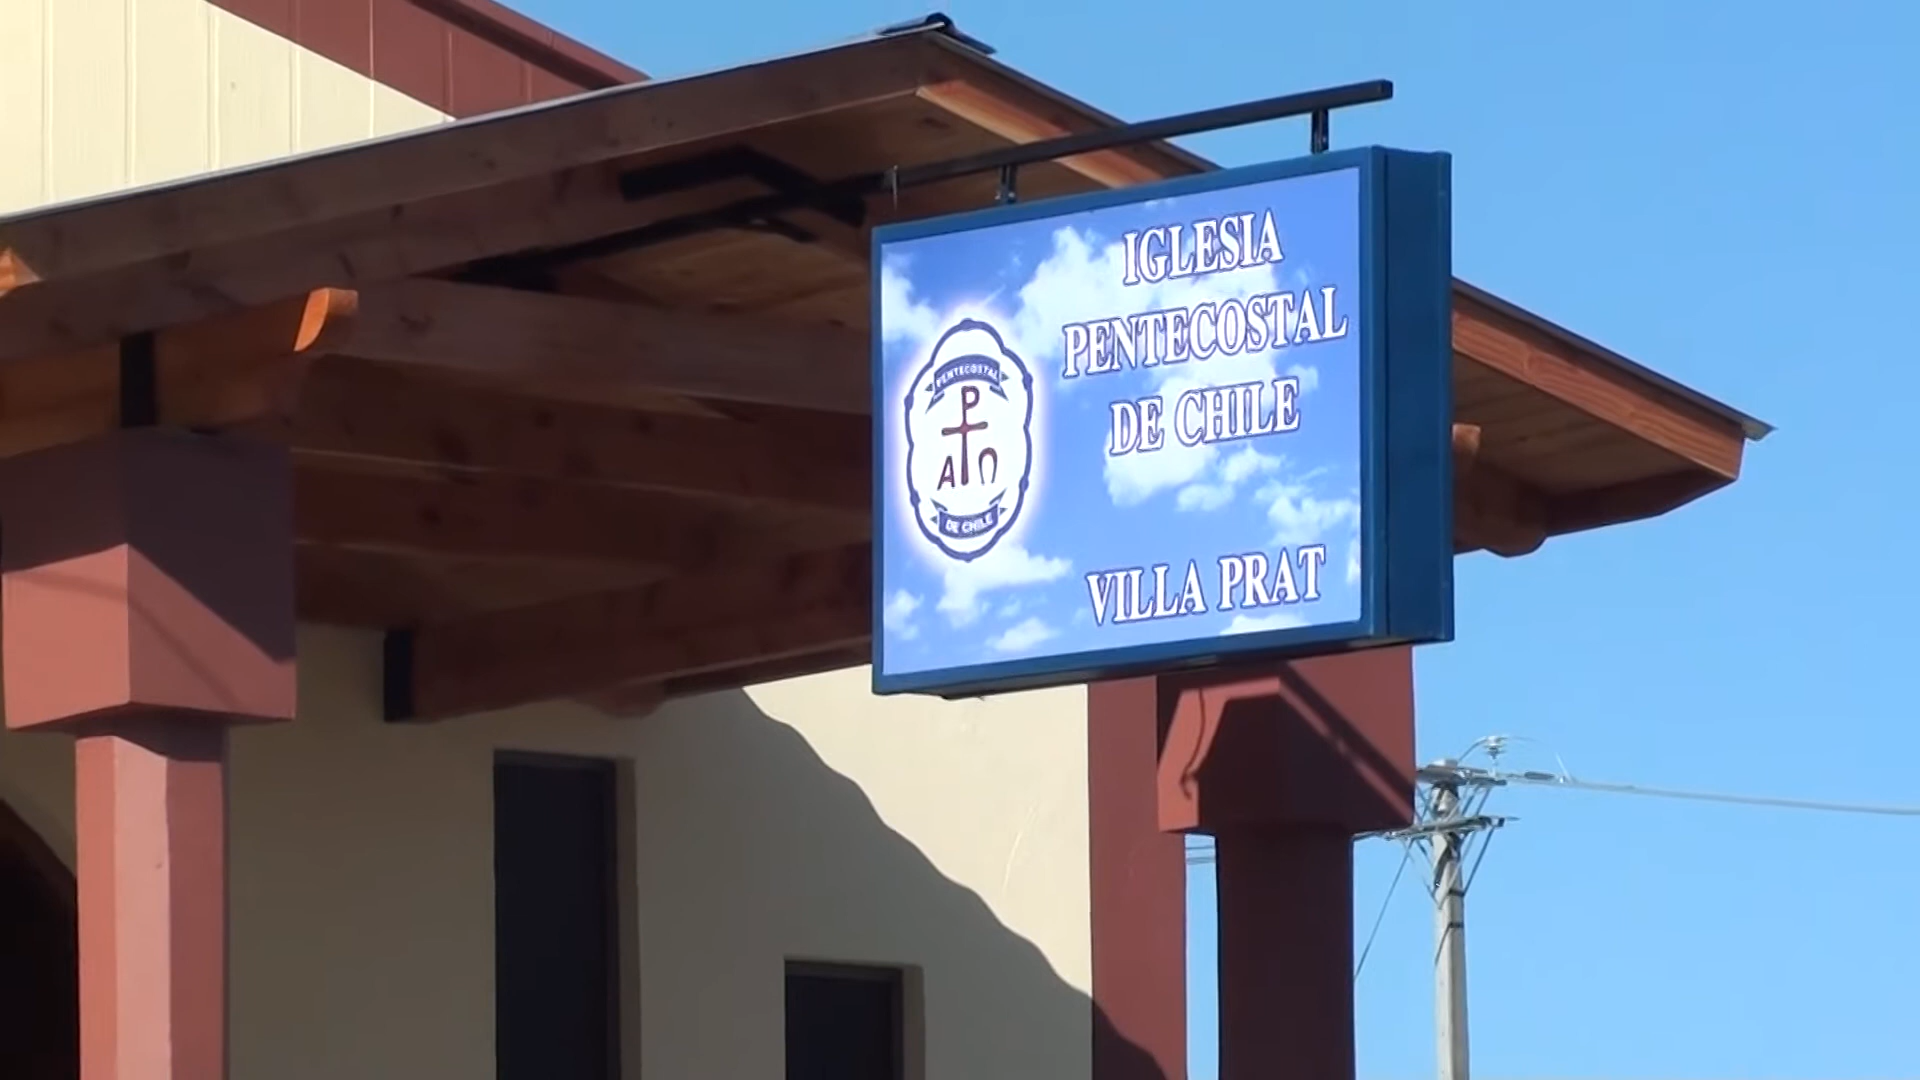 IGLESIA
PENTECOSTAL
DE CHILE
PENTECOSTAL
P
A Ω
DE CHILE
VILLA PRAT